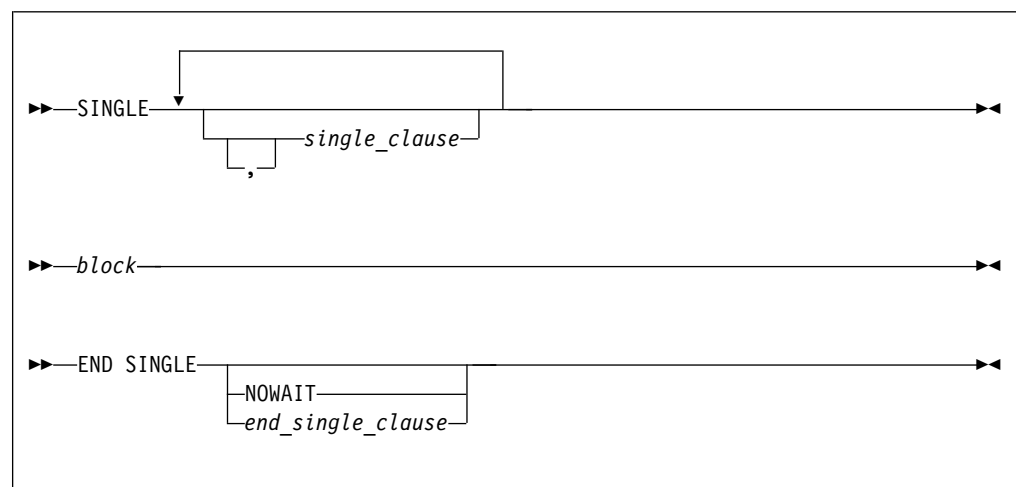 SINGLE
single_clause
,
block
END SINGLE
NOWAIT
end_single_clause